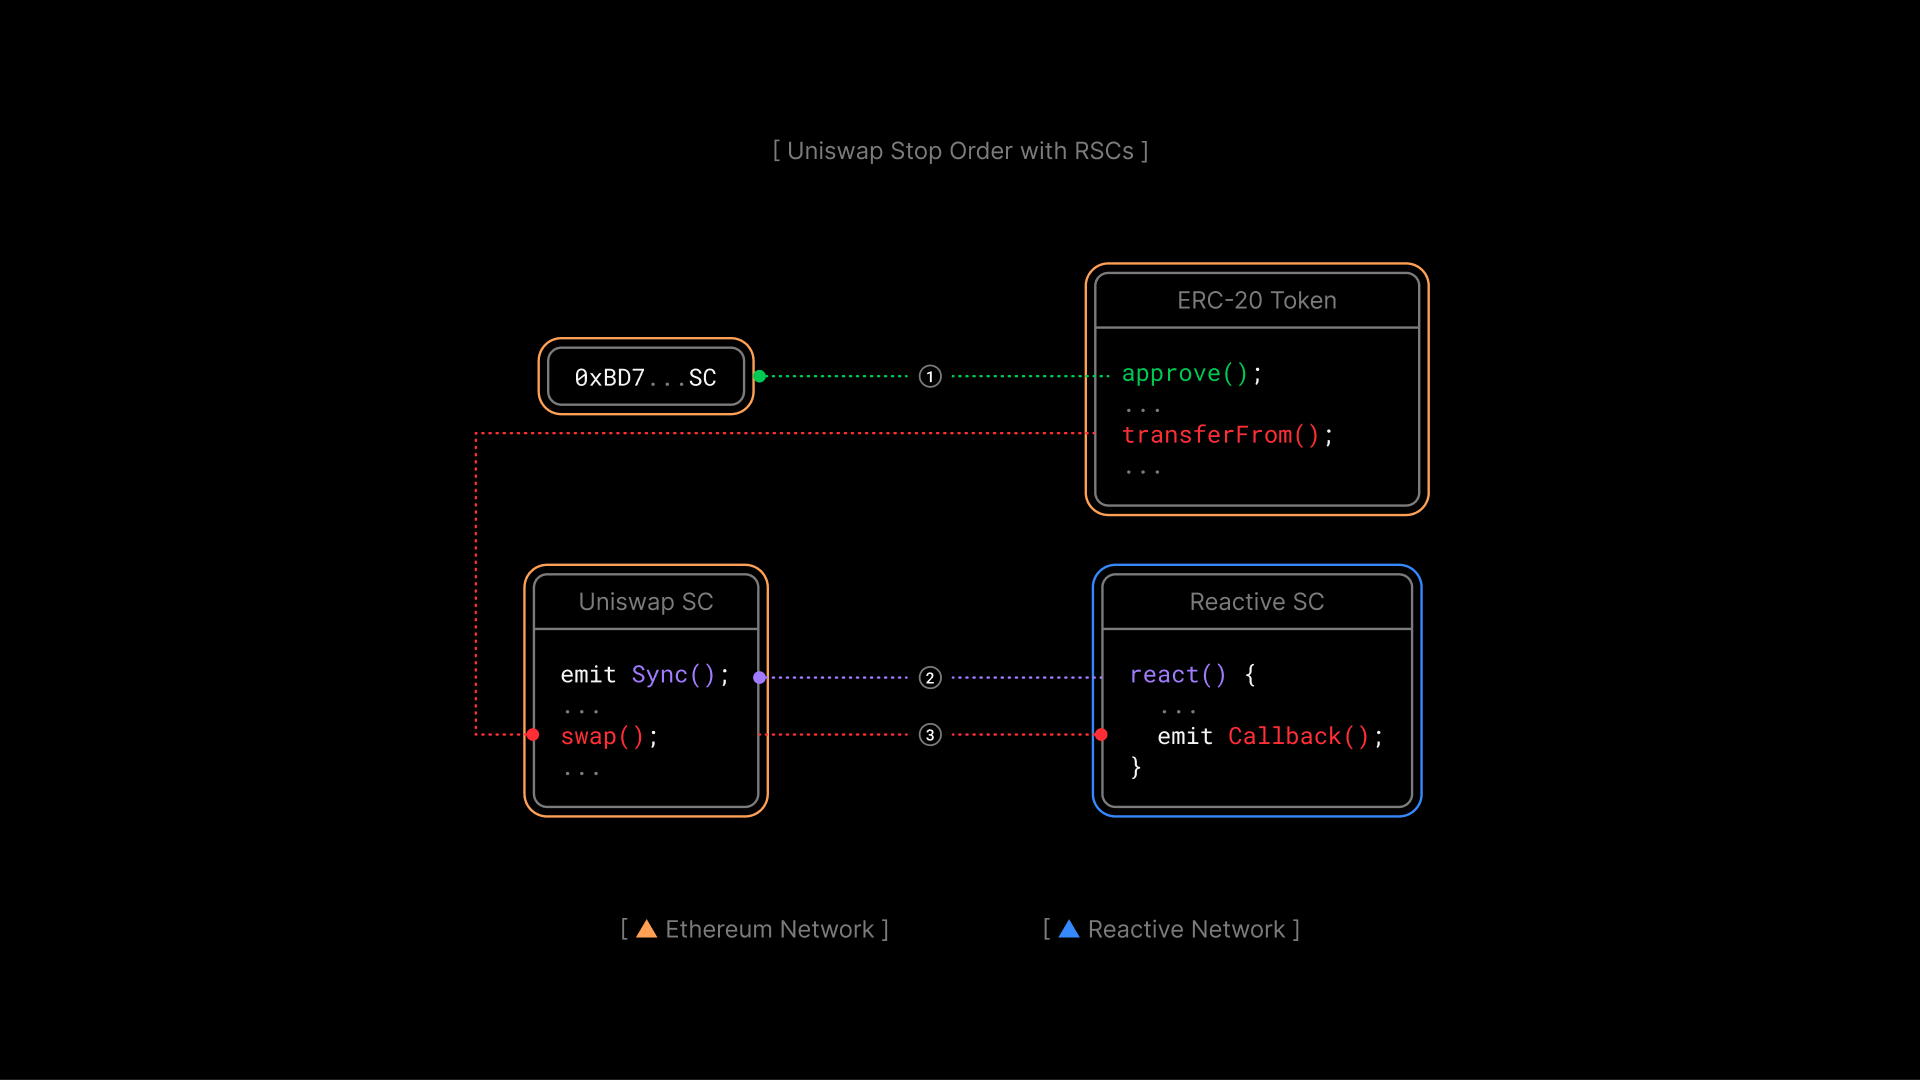 [ Uniswap Stop Order with RSCs ]
0xBD7...SC
①
ERC-20 Token
approve();
...
transferFrom();
...
Uniswap SC
emit Sync();
...
swap();
...
②
③
Reactive SC
react() {
...
emit Callback();
}
[ Ethereum Network ]
[ Reactive Network ]